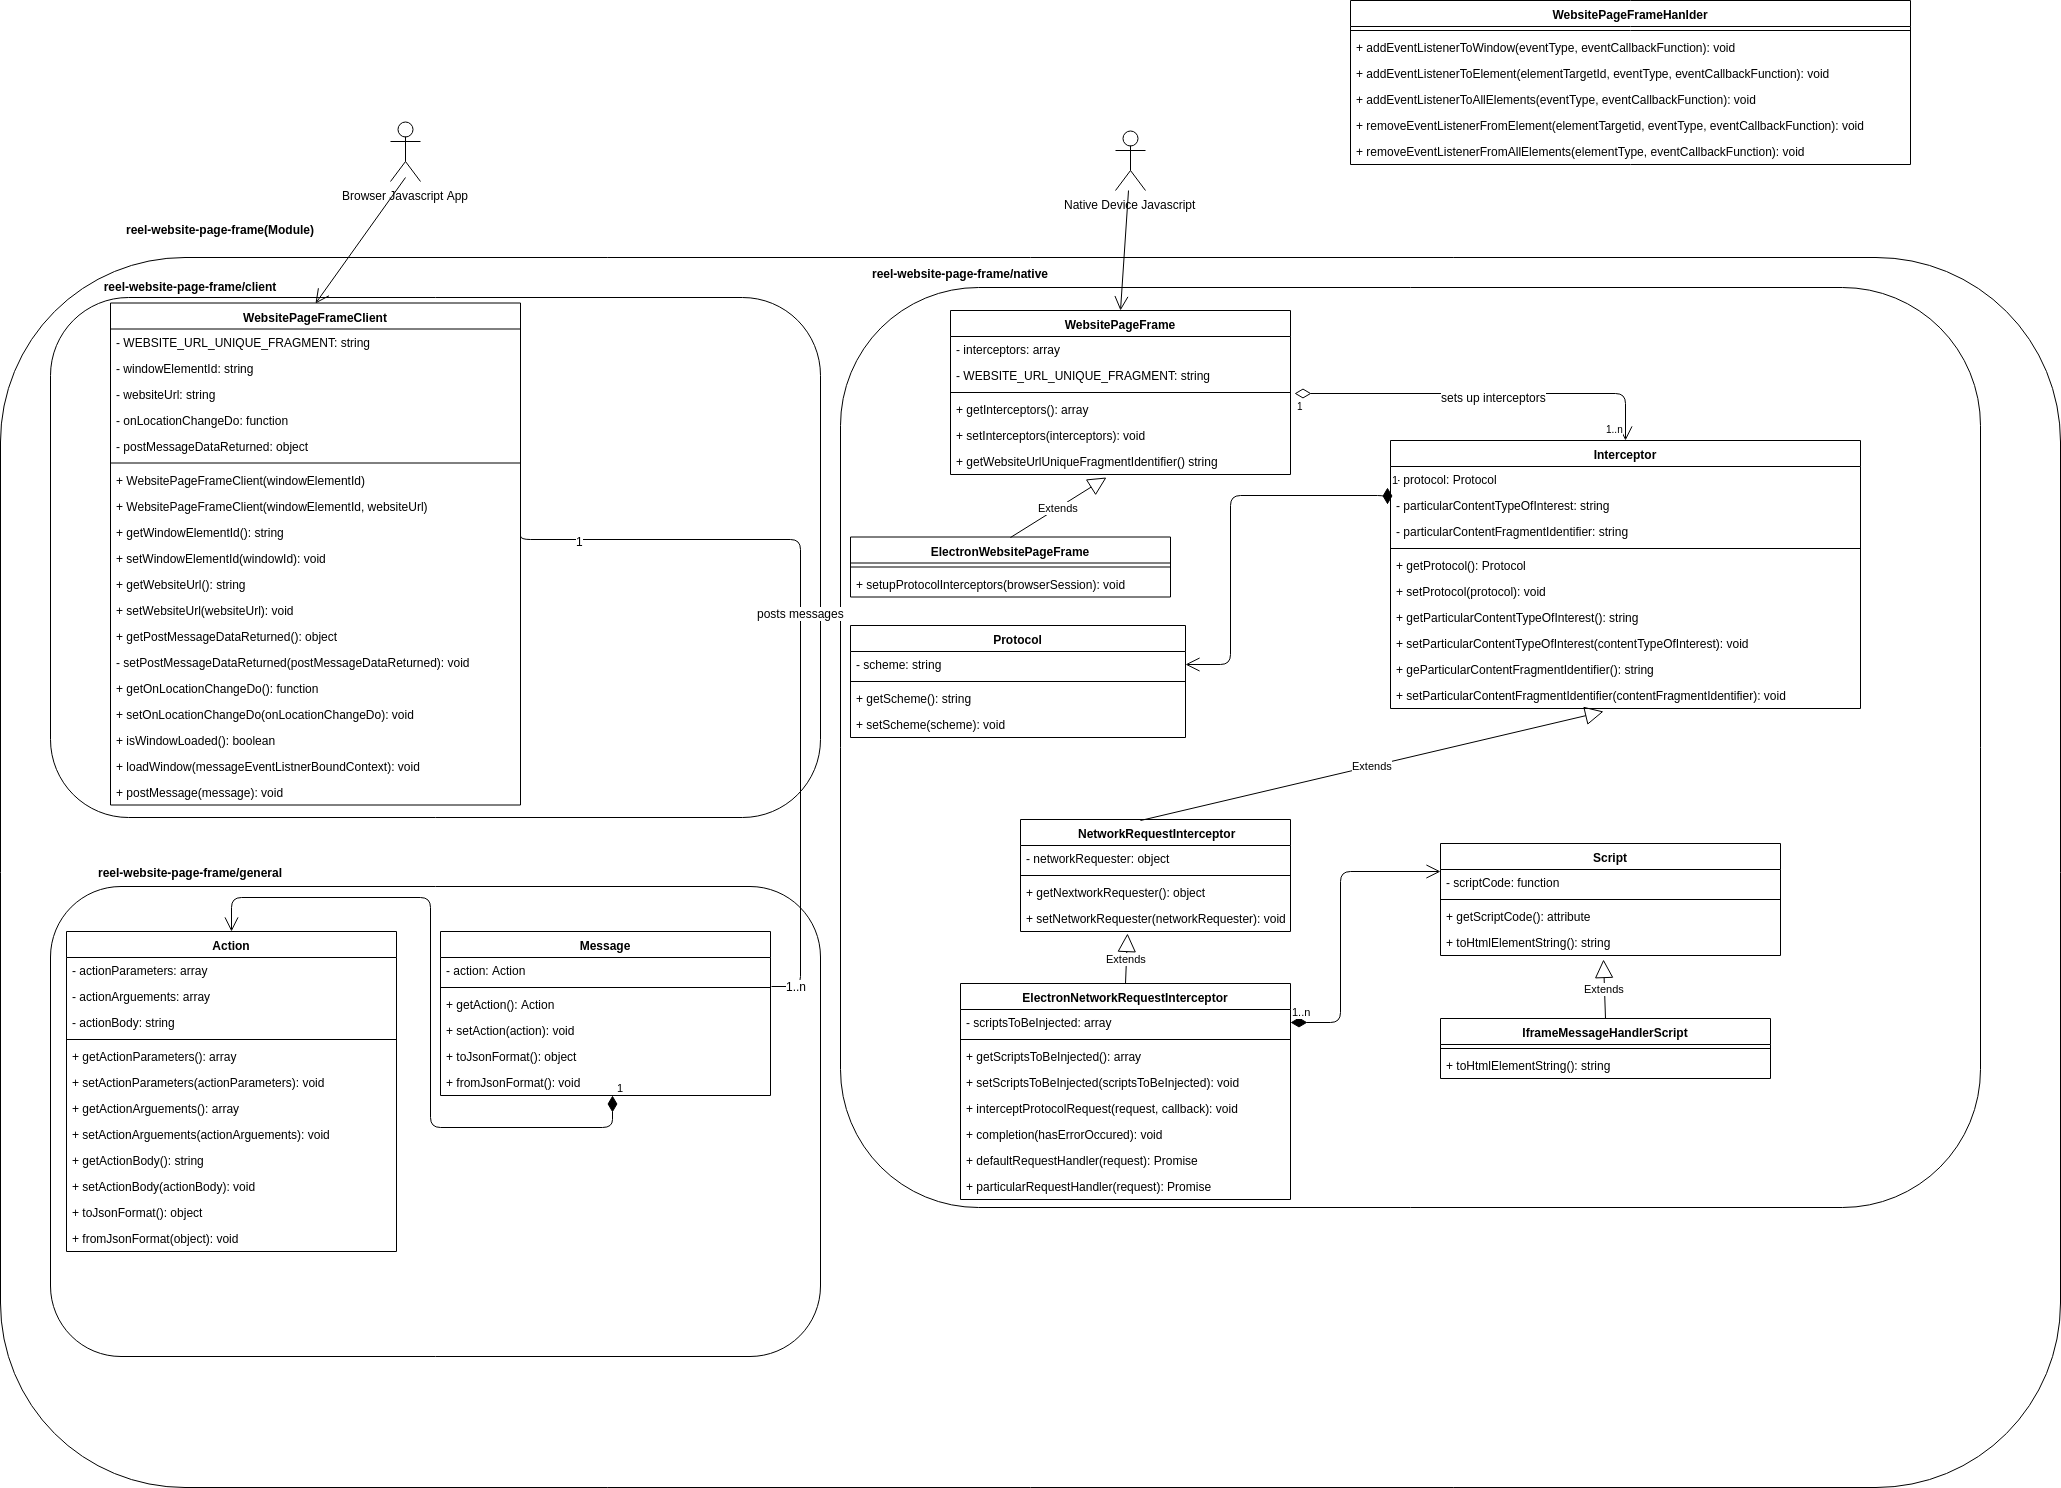 WebsitePageFrameHanlder
+ addEventListenerToWindow(eventType, eventCallbackFunction): void
+ addEventListenerToElement(elementTargetId, eventType, eventCallbackFunction): void
+ addEventListenerToAllElements(eventType, eventCallbackFunction): void
+ removeEventListenerFromElement(elementTargetid, eventType, eventCallbackFunction): void
+ removeEventListenerFromAllElements(elementType, eventCallbackFunction): void
Browser Javascript App
Native Device Javascript
reel-website-page-frame(Module)
reel-website-page-frame/client
WebsitePageFrameClient
- WEBSITE_URL_UNIQUE_FRAGMENT: string
- windowElementId: string
- websiteUrl: string
- onLocationChangeDo: function
- postMessageDataReturned: object
+ WebsitePageFrameClient(windowElementId)
+ WebsitePageFrameClient(windowElementId, websiteUrl)
+ getWindowElementId(): string
+ setWindowElementId(windowId): void
+ getWebsiteUrl(): string
+ setWebsiteUrl(websiteUrl): void
+ getPostMessageDataReturned(): object
- setPostMessageDataReturned(postMessageDataReturned): void
+ getOnLocationChangeDo(): function
+ setOnLocationChangeDo(onLocationChangeDo): void
+ isWindowLoaded(): boolean
+ loadWindow(messageEventListnerBoundContext): void
+ postMessage(message): void
1
posts messages
1..n
reel-website-page-frame/general
Action
- actionParameters: array
- actionArguements: array
- actionBody: string
+ getActionParameters(): array
+ setActionParameters(actionParameters): void
+ getActionArguements(): array
+ setActionArguements(actionArguements): void
+ getActionBody(): string
+ setActionBody(actionBody): void
+ toJsonFormat(): object
+ fromJsonFormat(object): void
Message
- action: Action
+ getAction(): Action
+ setAction(action): void
+ toJsonFormat(): object
+ fromJsonFormat(): void
1
reel-website-page-frame/native
WebsitePageFrame
- interceptors: array
- WEBSITE_URL_UNIQUE_FRAGMENT: string
+ getInterceptors(): array
+ setInterceptors(interceptors): void
+ getWebsiteUrlUniqueFragmentIdentifier() string
1
sets up interceptors
1..n
Extends
ElectronWebsitePageFrame
+ setupProtocolInterceptors(browserSession): void
Protocol
- scheme: string
+ getScheme(): string
+ setScheme(scheme): void
Interceptor
1
- protocol: Protocol
- particularContentTypeOfInterest: string
- particularContentFragmentIdentifier: string
+ getProtocol(): Protocol
+ setProtocol(protocol): void
+ getParticularContentTypeOfInterest(): string
+ setParticularContentTypeOfInterest(contentTypeOfInterest): void
+ geParticularContentFragmentIdentifier(): string
+ setParticularContentFragmentIdentifier(contentFragmentIdentifier): void
Extends
NetworkRequestInterceptor
- networkRequester: object
+ getNextworkRequester(): object
+ setNetworkRequester(networkRequester): void
Extends
ElectronNetworkRequestInterceptor
- scriptsToBeInjected: array
+ getScriptsToBeInjected(): array
+ setScriptsToBeInjected(scriptsToBeInjected): void
+ interceptProtocolRequest(request, callback): void
+ completion(hasErrorOccured): void
+ defaultRequestHandler(request): Promise
+ particularRequestHandler(request): Promise
1..n
Script
- scriptCode: function
+ getScriptCode(): attribute
+ toHtmlElementString(): string
Extends
IframeMessageHandlerScript
+ toHtmlElementString(): string